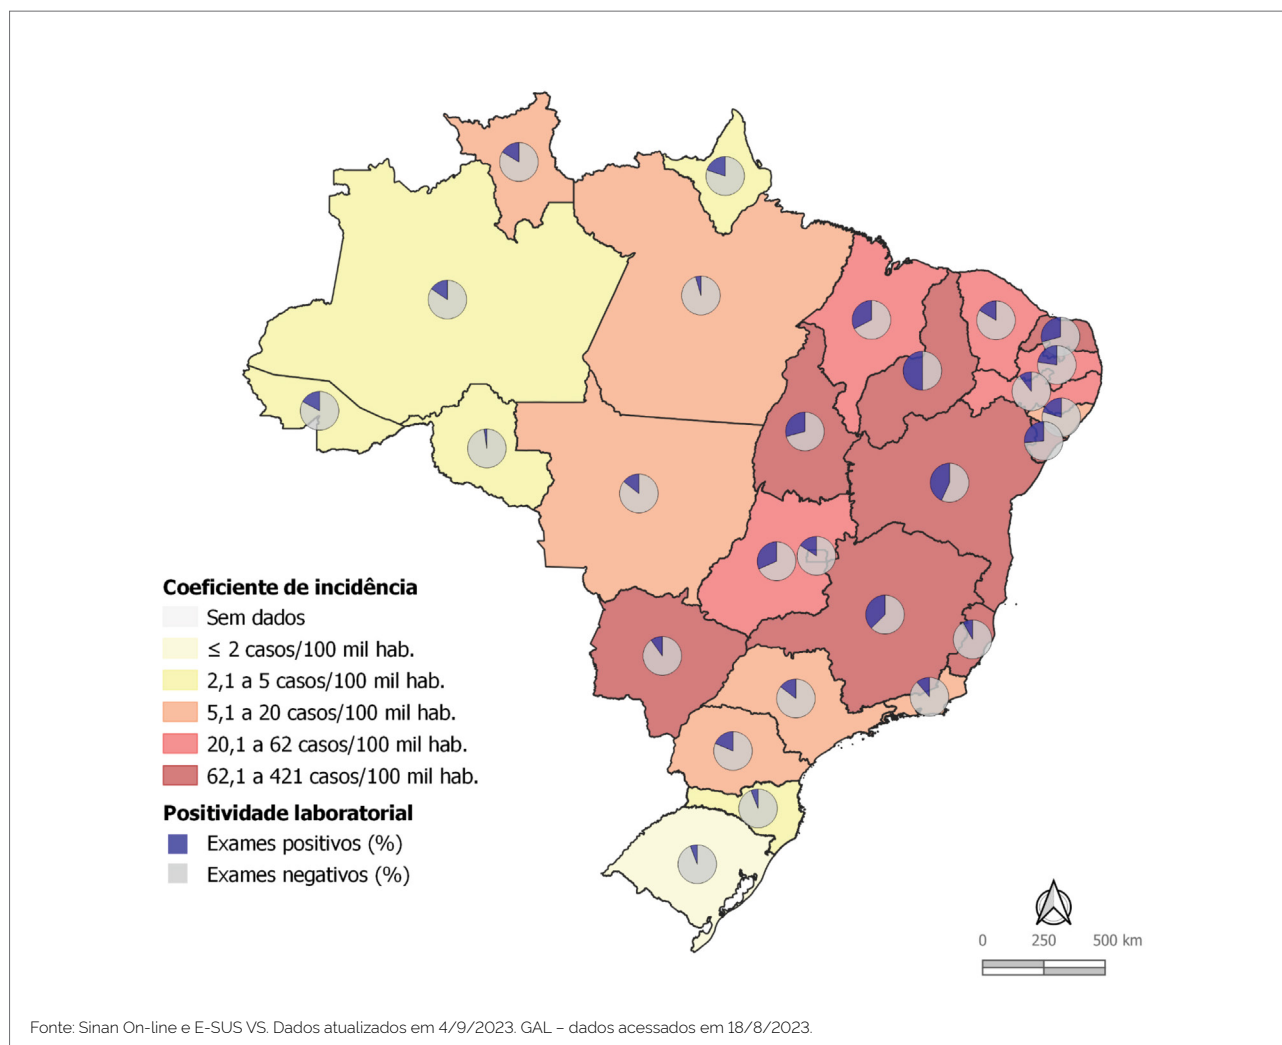 Coeficiente de incidência
Sem dados
≤ 2 casos/100 mil hab.
2,1 a 5 casos/100 mil hab.
5,1 a 20 casos/100 mil hab.
20,1 a 62 casos/100 mil hab.
62,1 a 421 casos/100 mil hab.
Positividade laboratorial
Exames positivos (%)
Exames negativos (%)
0 250 500 km
Fonte: Sinan On-line e E-SUS VS. Dados atualizados em 4/9/2023. GAL – dados acessados em 18/8/2023.